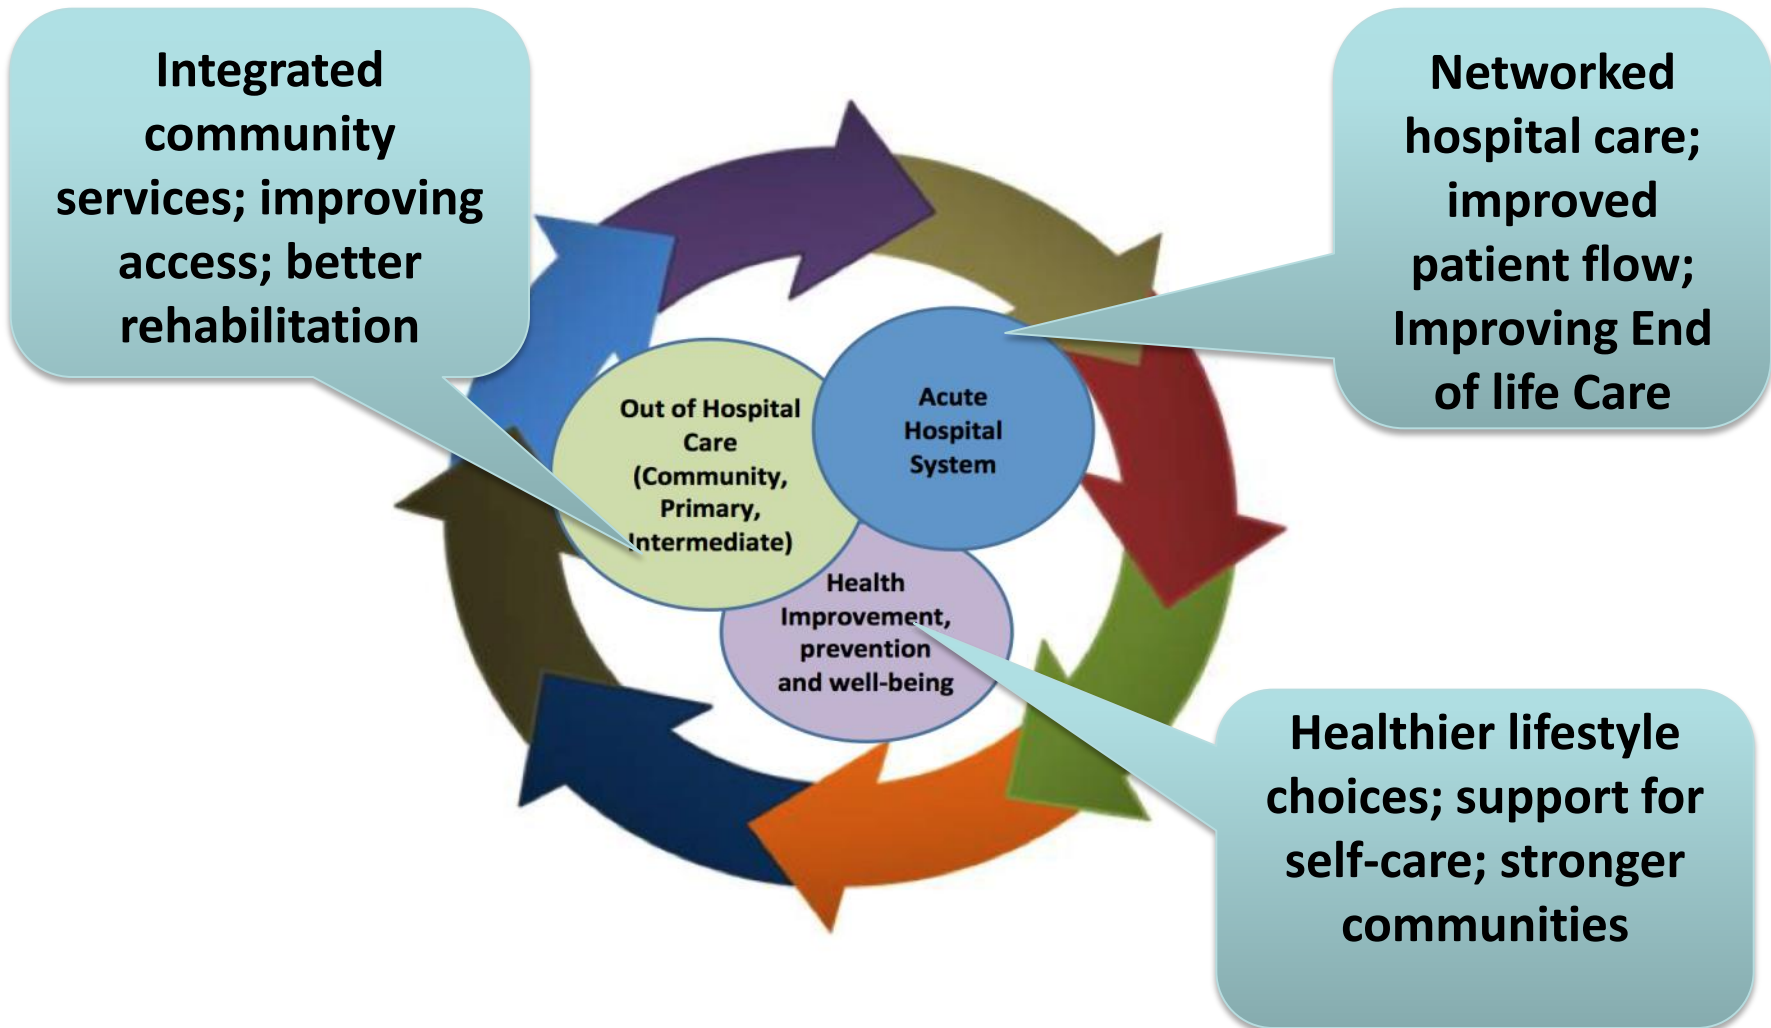 Integrated
community
services; improving
access; better
rehabilitation
Networked
hospital care;
improved
patient flow;
Improving End
of life Care
Out of Hospital
Care
(Community,
Primary,
Intermediate)
Acute
Hospital
System
Health
Improvement,
prevention
and well-being
Healthier lifestyle
choices; support for
self-care; stronger
communities